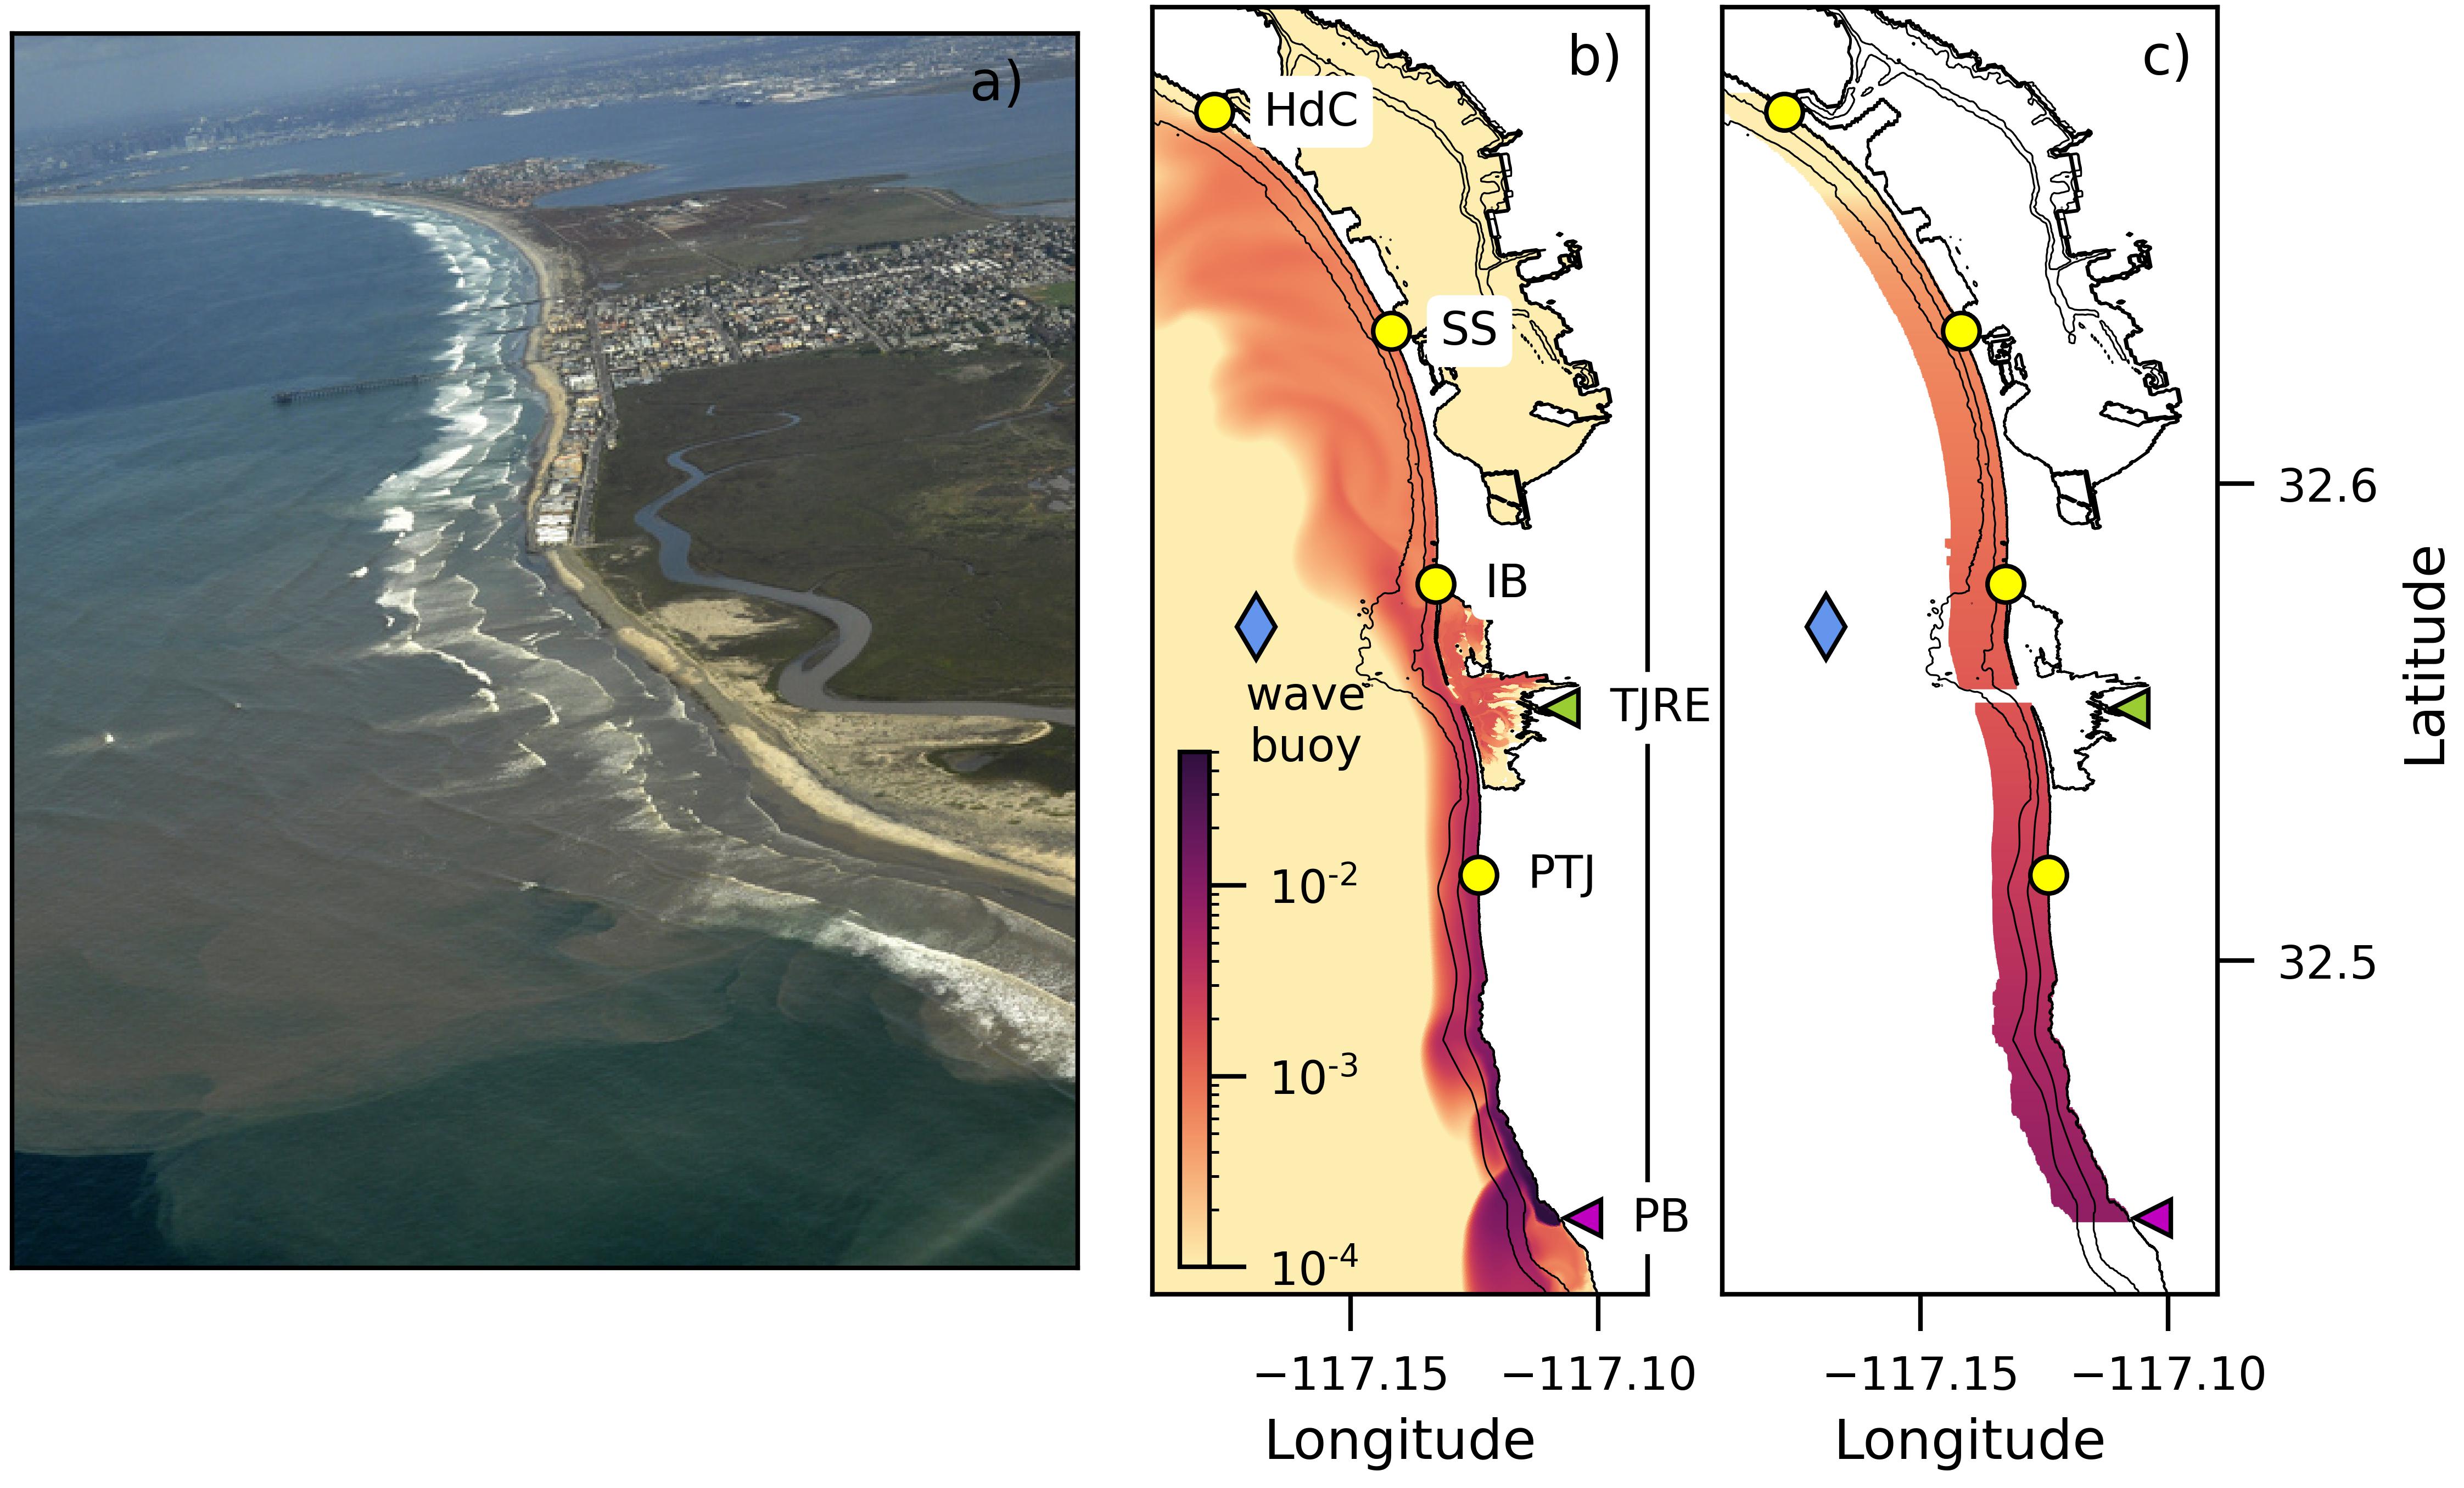 a)
b)
c)
HdC
SS
IB
wave
buoy
TJRE
PTJ
PB
10⁻²
10⁻³
10⁻⁴
32.6
32.5
Latitude
−117.15
−117.10
Longitude
−117.15
−117.10
Longitude